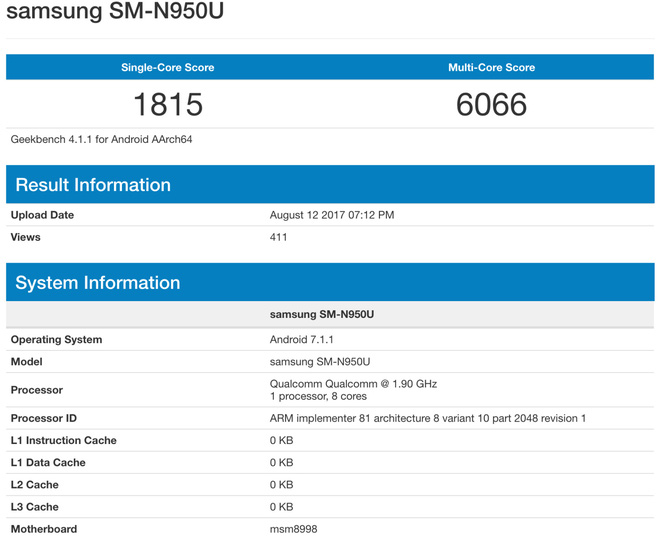 samsung SM-N950U
Single-Core Score Multi-Core Score
1815 6066
Geekbench 4.1.1 for Android AArch64
Result Information
Upload Date August 12 2017 07:12 PM
Views 411
System Information
samsung SM-N950U
Operating System Android 7.1.1
Model samsung SM-N950U
Processor Qualcomm Qualcomm @ 1.90 GHz
1 processor, 8 cores
Processor ID ARM implementer 81 architecture 8 variant 10 part 2048 revision 1
L1 Instruction Cache 0 KB
L1 Data Cache 0 KB
L2 Cache 0 KB
L3 Cache 0 KB
Motherboard msm8998